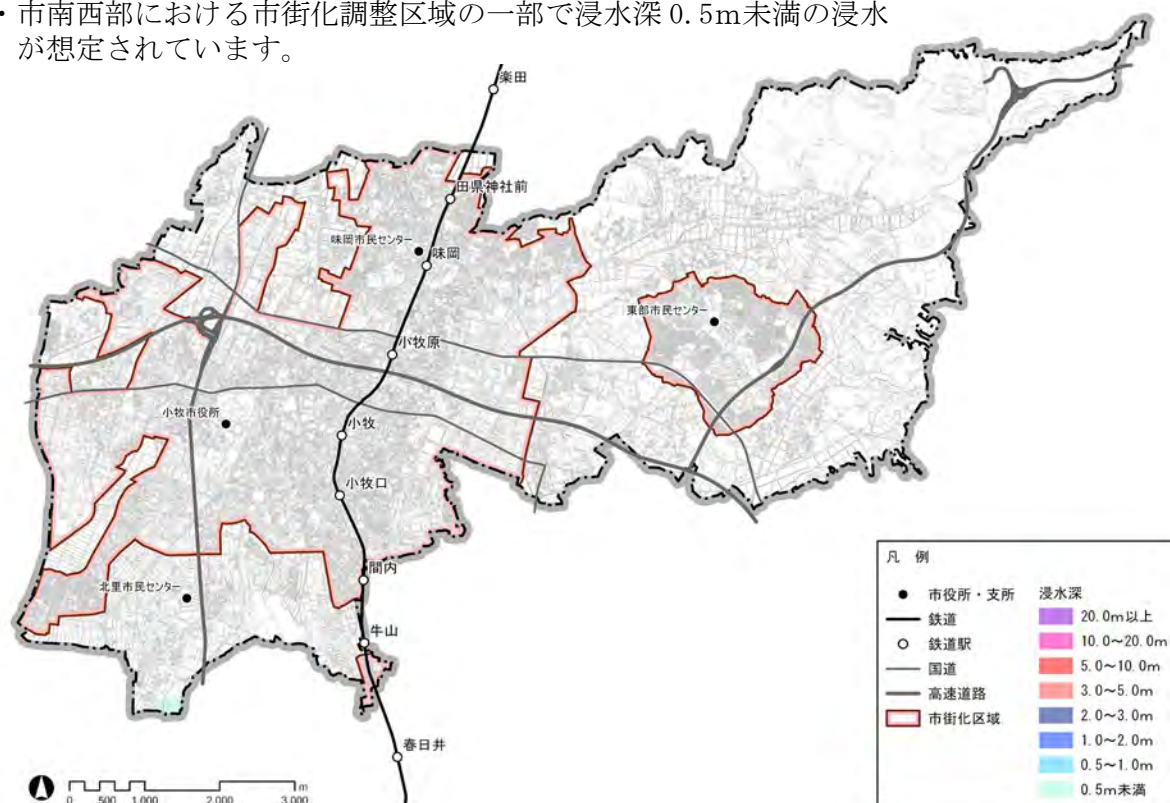 ・市南西部における市街化調整区域の一部で浸水深 0.5m未満の浸水
が想定されています。
楽田
田県神社前
味岡市民センター
味岡
東部市民センター
小牧原
小牧市役所
小牧
小牧口
間内
北里市民センター
牛山
春日井
0 500 1,000 2,000 3,000 m
凡 例
市役所・支所
鉄道
鉄道駅
国道
高速道路
市街化区域
浸水深
20.0m以上
10.0～20.0m
5.0～10.0m
3.0～5.0m
2.0～3.0m
1.0～2.0m
0.5～1.0m
0.5m未満